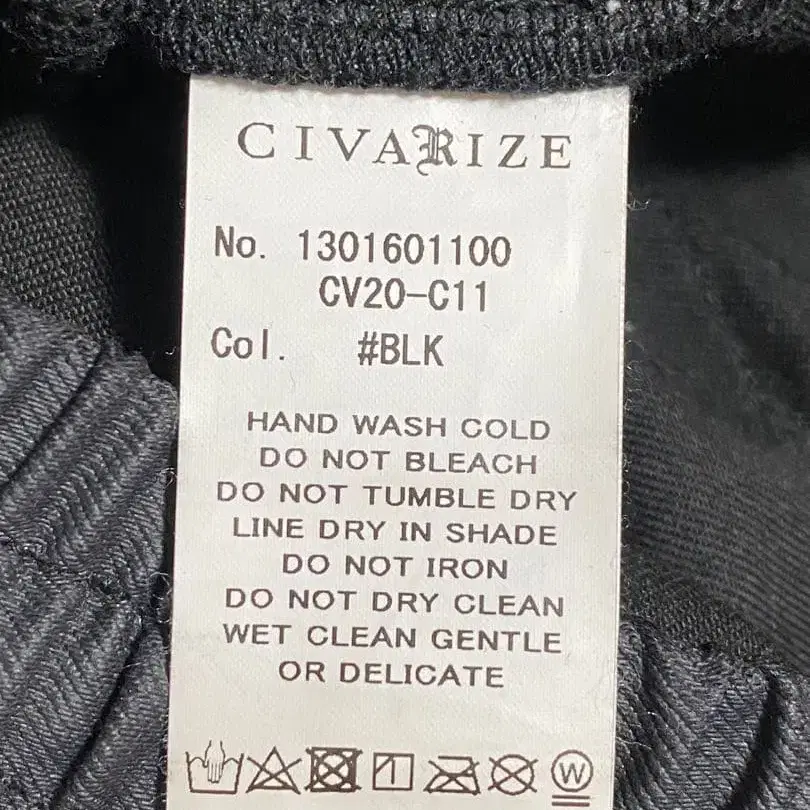 CIVARIZE
No. 1301601100
CV20-C11
Col. #BLK
HAND WASH COLD
DO NOT BLEACH
DO NOT TUMBLE DRY
LINE DRY IN SHADE
DO NOT IRON
DO NOT DRY CLEAN
WET CLEAN GENTLE
OR DELICATE
W